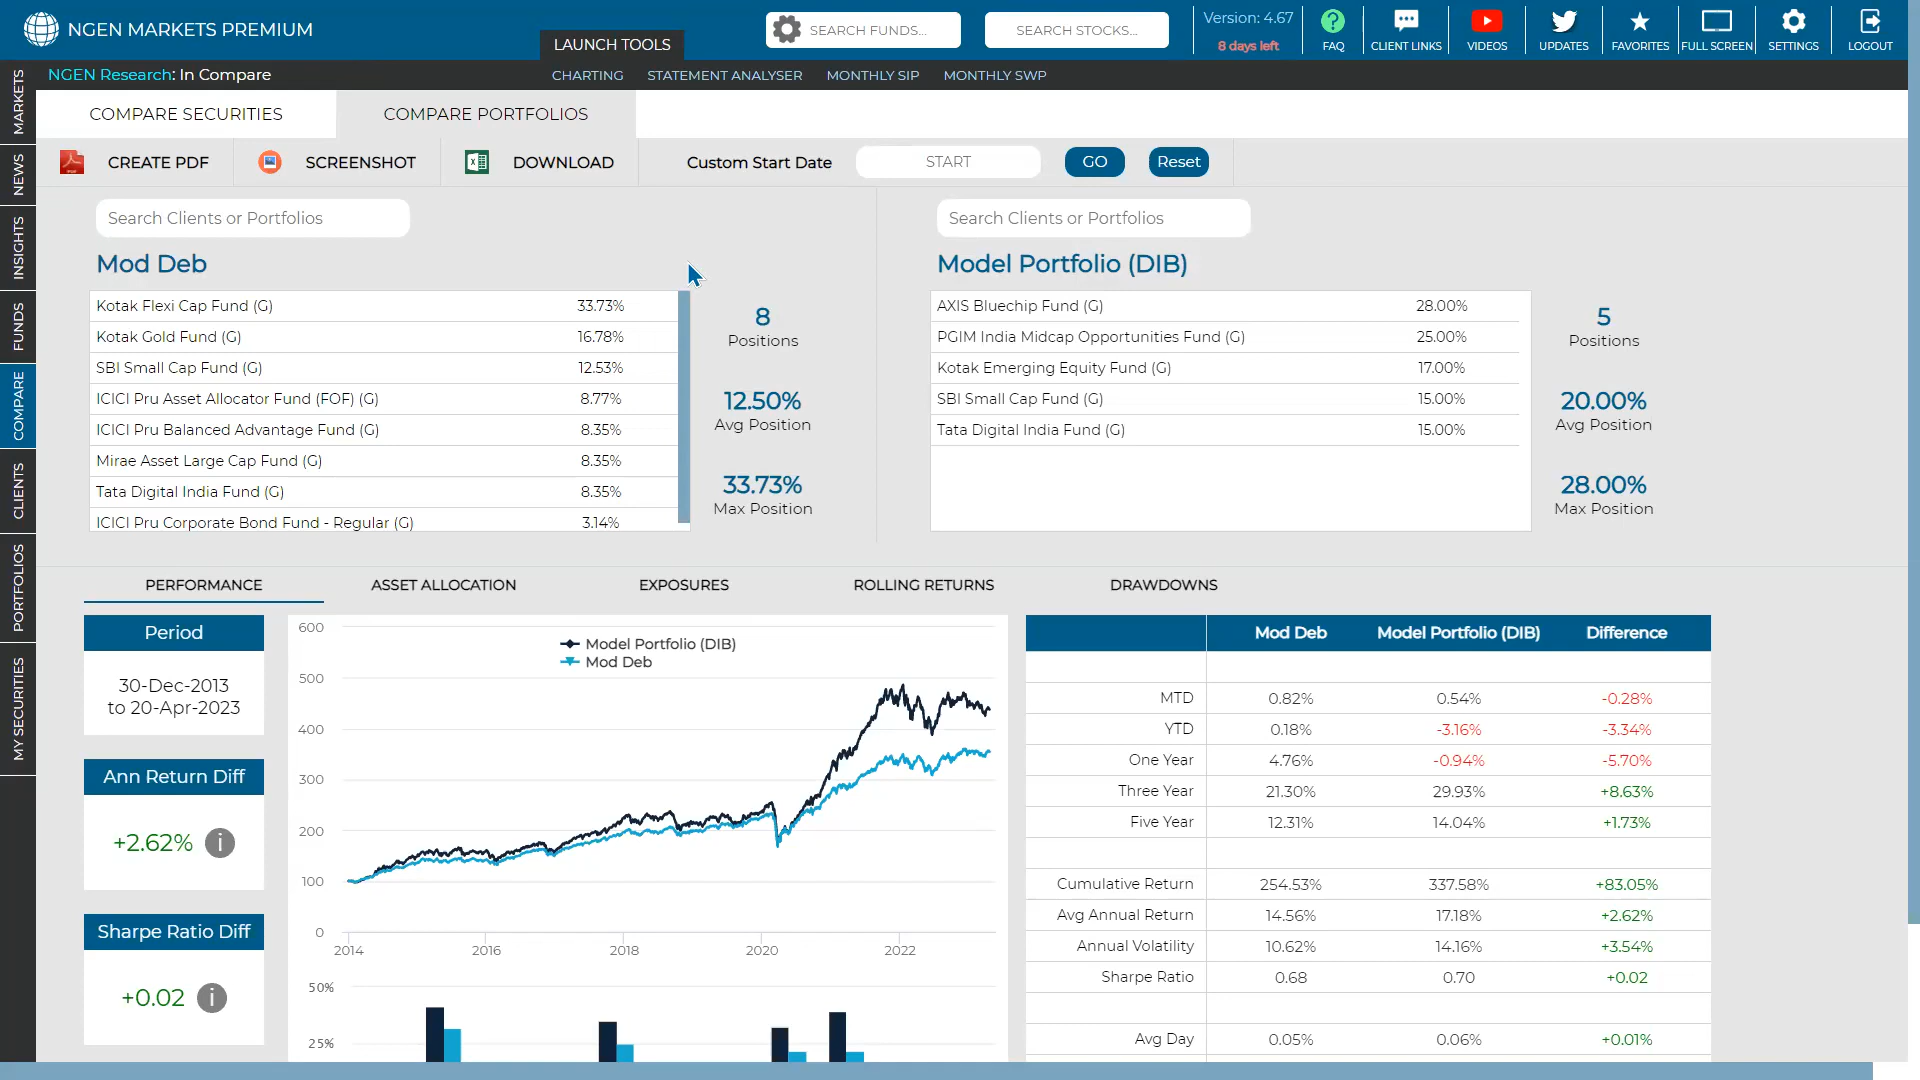 NGEN MARKETS PREMIUM
LAUNCH TOOLS
SEARCH FUNDS...
SEARCH STOCKS...
Version: 4.67
8 days left
FAQ
CLIENT LINKS
VIDEOS
UPDATES
FAVORITES
FULL SCREEN
SETTINGS
LOGOUT
NGEN Research: In Compare
CHARTING
STATEMENT ANALYSER
MONTHLY SIP
MONTHLY SWP
MARKETS
NEWS
INSIGHTS
FUNDS
COMPARE
CLIENTS
PORTFOLIOS
MY SECURITIES
COMPARE SECURITIES
COMPARE PORTFOLIOS
CREATE PDF
SCREENSHOT
DOWNLOAD
Custom Start Date
START
GO
Reset
Search Clients or Portfolios
Mod Deb
Kotak Flexi Cap Fund (G) 33.73%
Kotak Gold Fund (G) 16.78%
SBI Small Cap Fund (G) 12.53%
ICICI Pru Asset Allocator Fund (FOF) (G) 8.77%
ICICI Pru Balanced Advantage Fund (G) 8.35%
Mirae Asset Large Cap Fund (G) 8.35%
Tata Digital India Fund (G) 8.35%
ICICI Pru Corporate Bond Fund - Regular (G) 3.14%
8
Positions
12.50%
Avg Position
33.73%
Max Position
Search Clients or Portfolios
Model Portfolio (DIB)
AXIS Bluechip Fund (G) 28.00%
PGIM India Midcap Opportunities Fund (G) 25.00%
Kotak Emerging Equity Fund (G) 17.00%
SBI Small Cap Fund (G) 15.00%
Tata Digital India Fund (G) 15.00%
5
Positions
20.00%
Avg Position
28.00%
Max Position
PERFORMANCE
ASSET ALLOCATION
EXPOSURES
ROLLING RETURNS
DRAWDOWNS
Period
30-Dec-2013
to 20-Apr-2023
Ann Return Diff
+2.62% i
Sharpe Ratio Diff
+0.02 i
Model Portfolio (DIB)
Mod Deb
600
500
400
300
200
100
0
2014 2016 2018 2020 2022
50%
25%
Mod Deb Model Portfolio (DIB) Difference
MTD 0.82% 0.54% -0.28%
YTD 0.18% -3.16% -3.34%
One Year 4.76% -0.94% -5.70%
Three Year 21.30% 29.93% +8.63%
Five Year 12.31% 14.04% +1.73%
Cumulative Return 254.53% 337.58% +83.05%
Avg Annual Return 14.56% 17.18% +2.62%
Annual Volatility 10.62% 14.16% +3.54%
Sharpe Ratio 0.68 0.70 +0.02
Avg Day 0.05% 0.06% +0.01%